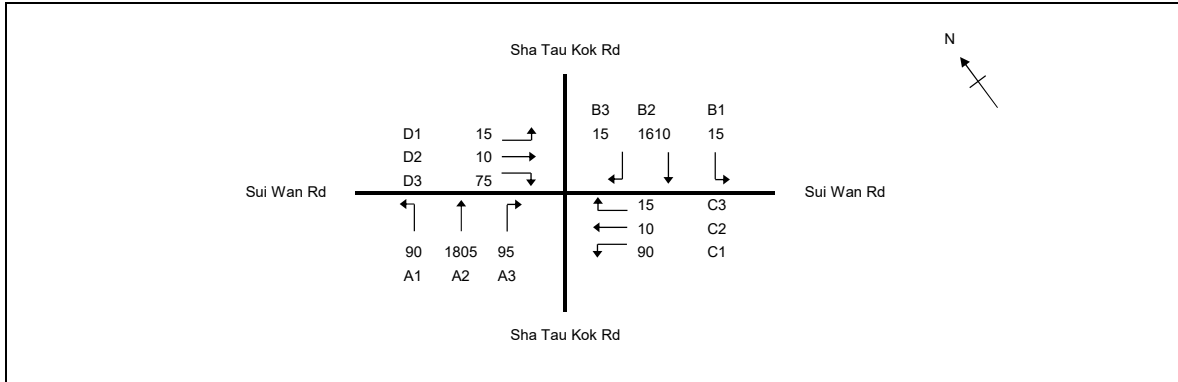 Sha Tau Kok Rd
N
B3 B2 B1
D1 15 15 1610 15
D2 10
D3 75
Sui Wan Rd Sui Wan Rd
15 C3
10 C2
90 1805 95 90 C1
A1 A2 A3
Sha Tau Kok Rd